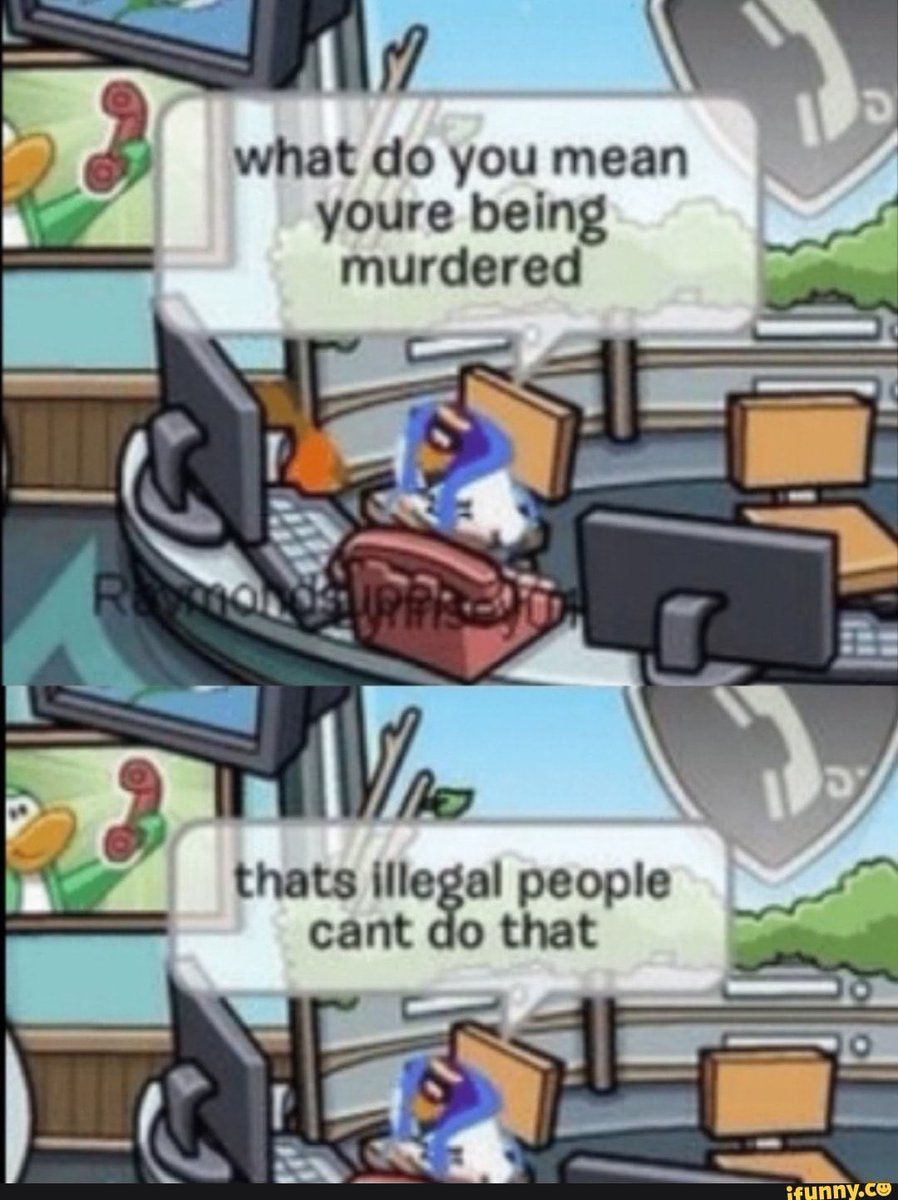 what do you mean
youre being
murdered
thats illegal people
cant do that
ifunny.co